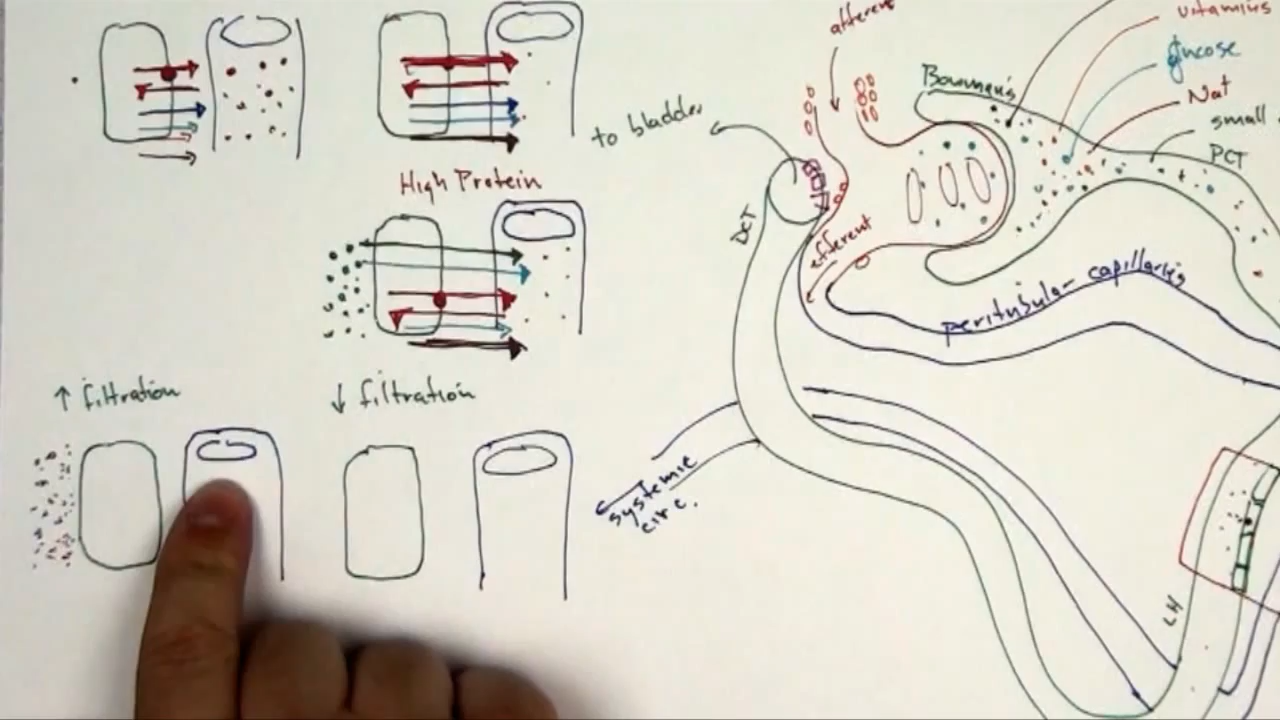 afferent
vitamins
Bowman's
glucose
Na+
to bladder
small
PCT
High Protein
DCT
efferent
peritubular capillaries
↑ filtration
↓ filtration
systemic
circ.
LH